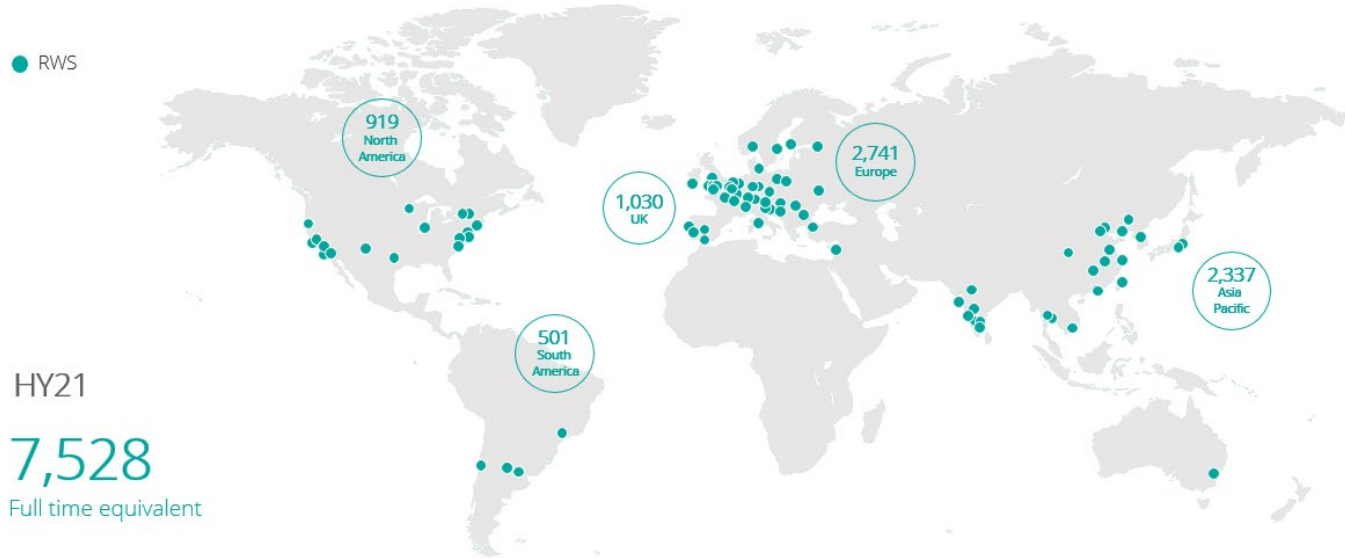 RWS
919
North
America
2,741
Europe
1,030
UK
2,337
Asia
Pacific
501
South
America
HY21
7,528
Full time equivalent